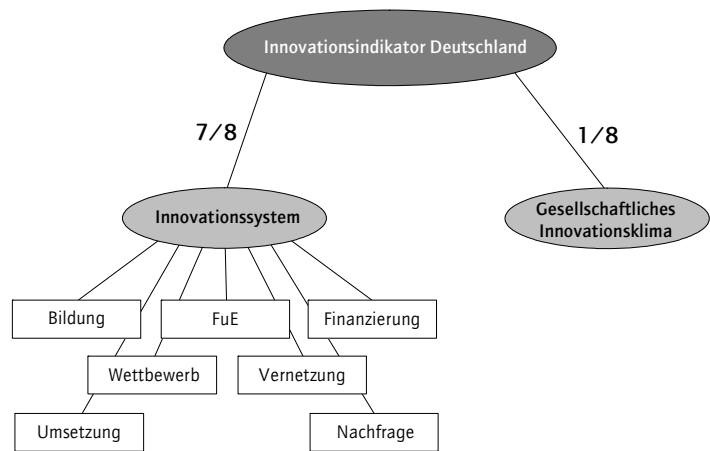 Innovationsindikator Deutschland
7/8
1/8
Innovationssystem
Gesellschaftliches
Innovationsklima
Bildung
FuE
Finanzierung
Wettbewerb
Vernetzung
Umsetzung
Nachfrage